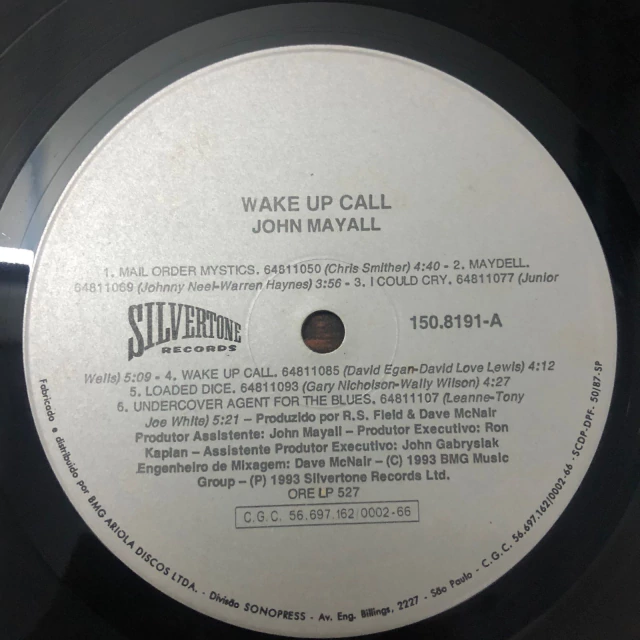 WAKE UP CALL
JOHN MAYALL
1. MAIL ORDER MYSTICS. 64811050 (Chris Smither) 4:40 - 2. MAYDELL.
64811069 (Johnny Neel-Warren Haynes) 3:56 - 3. I COULD CRY. 64811077 (Junior
SILVERTONE
RECORDS
150.8191-A
Wells) 5:09 - 4. WAKE UP CALL. 64811085 (David Egan-David Love Lewis) 4:12
5. LOADED DICE. 64811093 (Gary Nicholson-Wally Wilson) 4:27
6. UNDERCOVER AGENT FOR THE BLUES. 64811107 (Leanne-Tony
Joe White) 5:21 – Produzido por R.S. Field & Dave McNair
Produtor Assistente: John Mayall – Produtor Executivo: Ron
Kaplan – Assistente Produtor Executivo: John Gabrysiak
Engenheiro de Mixagem: Dave McNair – (C) 1993 BMG Music
Group – (P) 1993 Silvertone Records Ltd.
ORE LP 527
C.G.C. 56.697.162/0002-66
Fabricado e distribuído por BMG ARIOLA DISCOS LTDA. - Divisão SONOPRESS - Av. Eng. Billings, 2227 - São Paulo - C.G.C. 56.697.162/0002-66 - SCDP-DPF. 50/87-SP